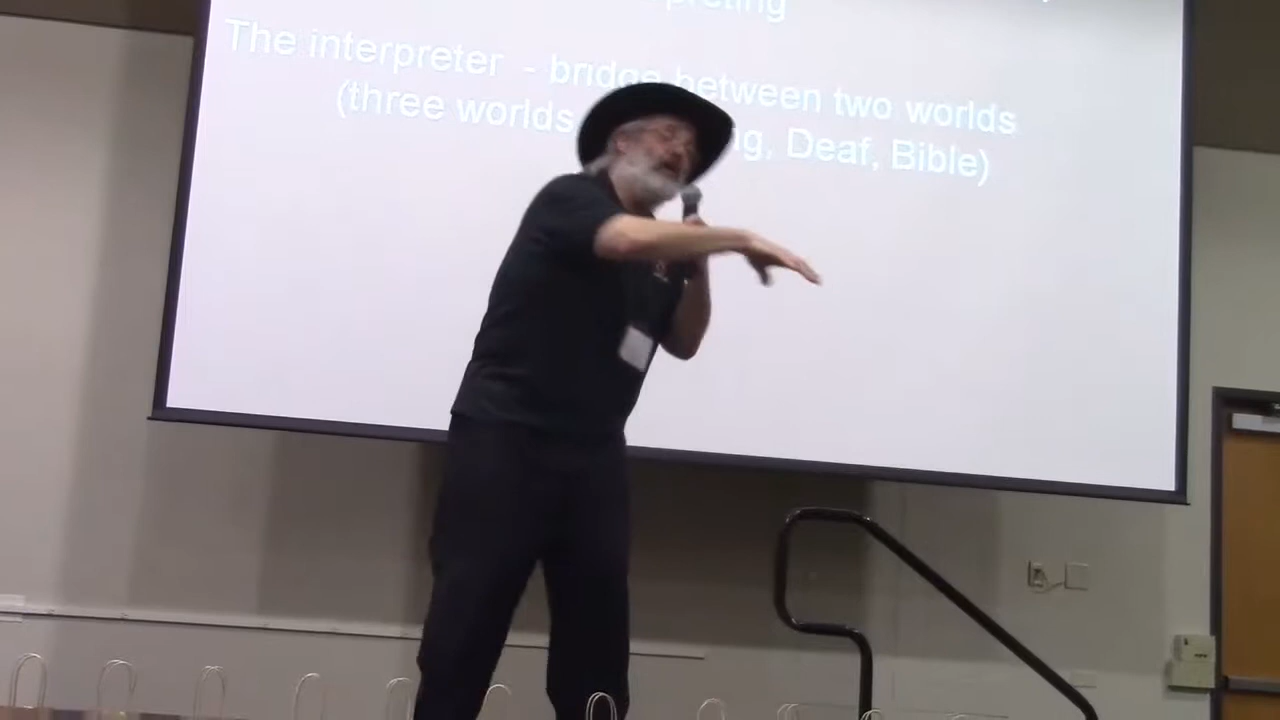 The interpreter - bridge between two worlds
(three worlds Deaf, Bible)